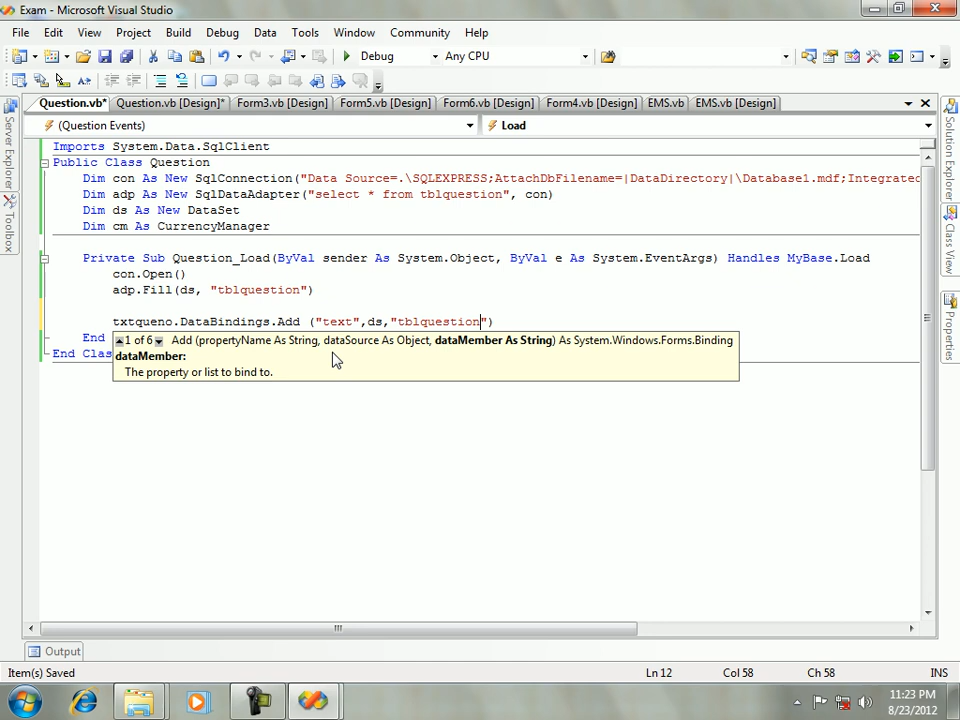 Exam - Microsoft Visual Studio
File Edit View Project Build Debug Data Tools Window Community Help
Debug Any CPU
Question.vb* Question.vb [Design]* Form3.vb [Design] Form5.vb [Design] Form6.vb [Design] Form4.vb [Design] EMS.vb EMS.vb [Design]
(Question Events) Load
Server Explorer
Toolbox
Solution Explorer
Class View
Properties
Imports System.Data.SqlClient
Public Class Question
Dim con As New SqlConnection("Data Source=.\SQLEXPRESS;AttachDbFilename=|DataDirectory|\Database1.mdf;Integrated
Dim adp As New SqlDataAdapter("select * from tblquestion", con)
Dim ds As New DataSet
Dim cm As CurrencyManager
Private Sub Question_Load(ByVal sender As System.Object, ByVal e As System.EventArgs) Handles MyBase.Load
con.Open()
adp.Fill(ds, "tblquestion")
txtqueno.DataBindings.Add ("text",ds,"tblquestion")
End
End Clas
1 of 6 Add (propertyName As String, dataSource As Object, dataMember As String) As System.Windows.Forms.Binding
dataMember:
The property or list to bind to.
Output
Item(s) Saved Ln 12 Col 58 Ch 58 INS
11:23 PM
8/23/2012